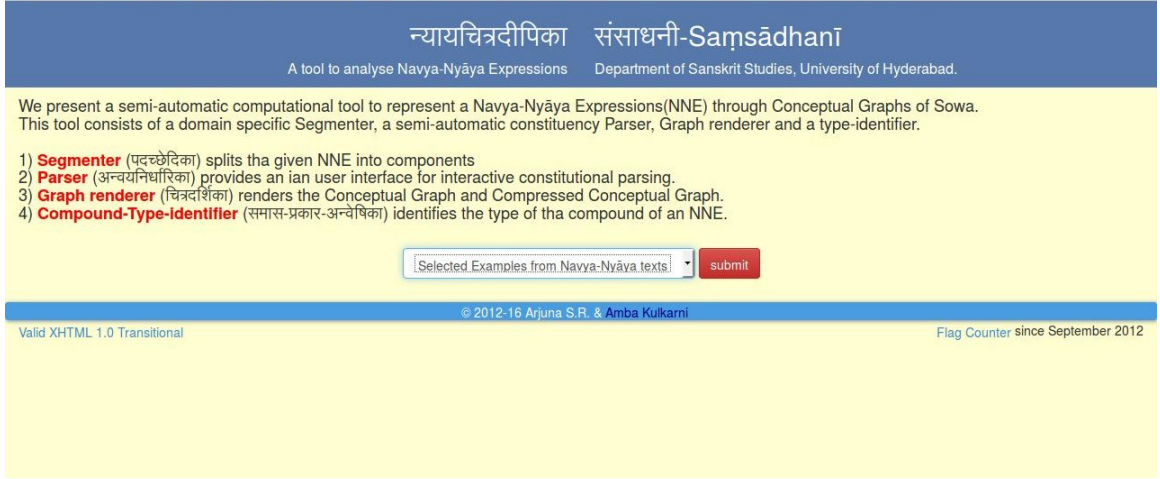 न्यायचित्रदीपिका संसाधनी-Saṃsādhanī
A tool to analyse Navya-Nyāya Expressions Department of Sanskrit Studies, University of Hyderabad.
We present a semi-automatic computational tool to represent a Navya-Nyāya Expressions(NNE) through Conceptual Graphs of Sowa.
This tool consists of a domain specific Segmenter, a semi-automatic constituency Parser, Graph renderer and a type-identifier.
1) Segmenter (पदच्छेदिका) splits tha given NNE into components
2) Parser (अन्वयनिर्धारिका) provides an ian user interface for interactive constitutional parsing.
3) Graph renderer (चित्रदर्शिका) renders the Conceptual Graph and Compressed Conceptual Graph.
4) Compound-Type-identifier (समास-प्रकार-अन्वेषिका) identifies the type of tha compound of an NNE.
Selected Examples from Navya-Nyāya texts submit
© 2012-16 Arjuna S.R. & Amba Kulkarni
Valid XHTML 1.0 Transitional Flag Counter since September 2012